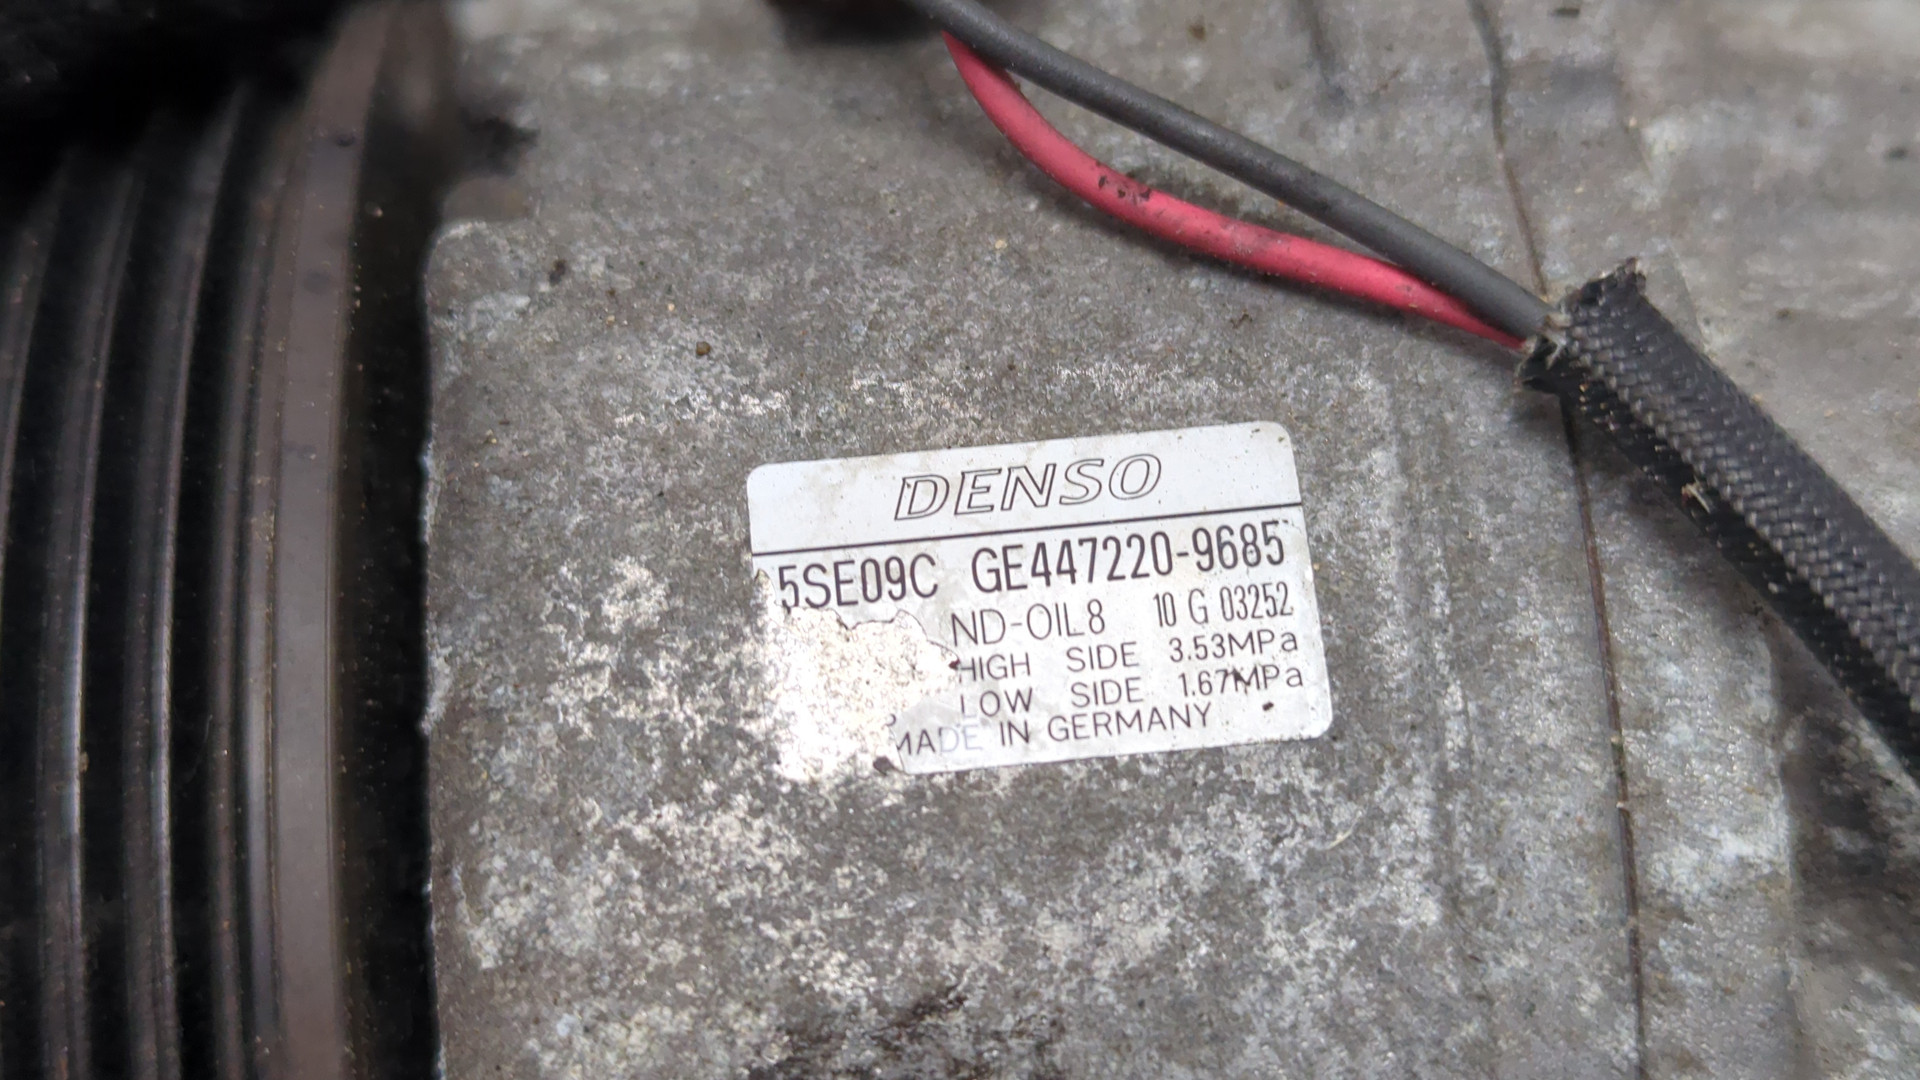 DENSO
5SE09C GE447220-9685
ND-OIL8 10 G 03252
HIGH SIDE 3.53MPa
LOW SIDE 1.67MPa
MADE IN GERMANY